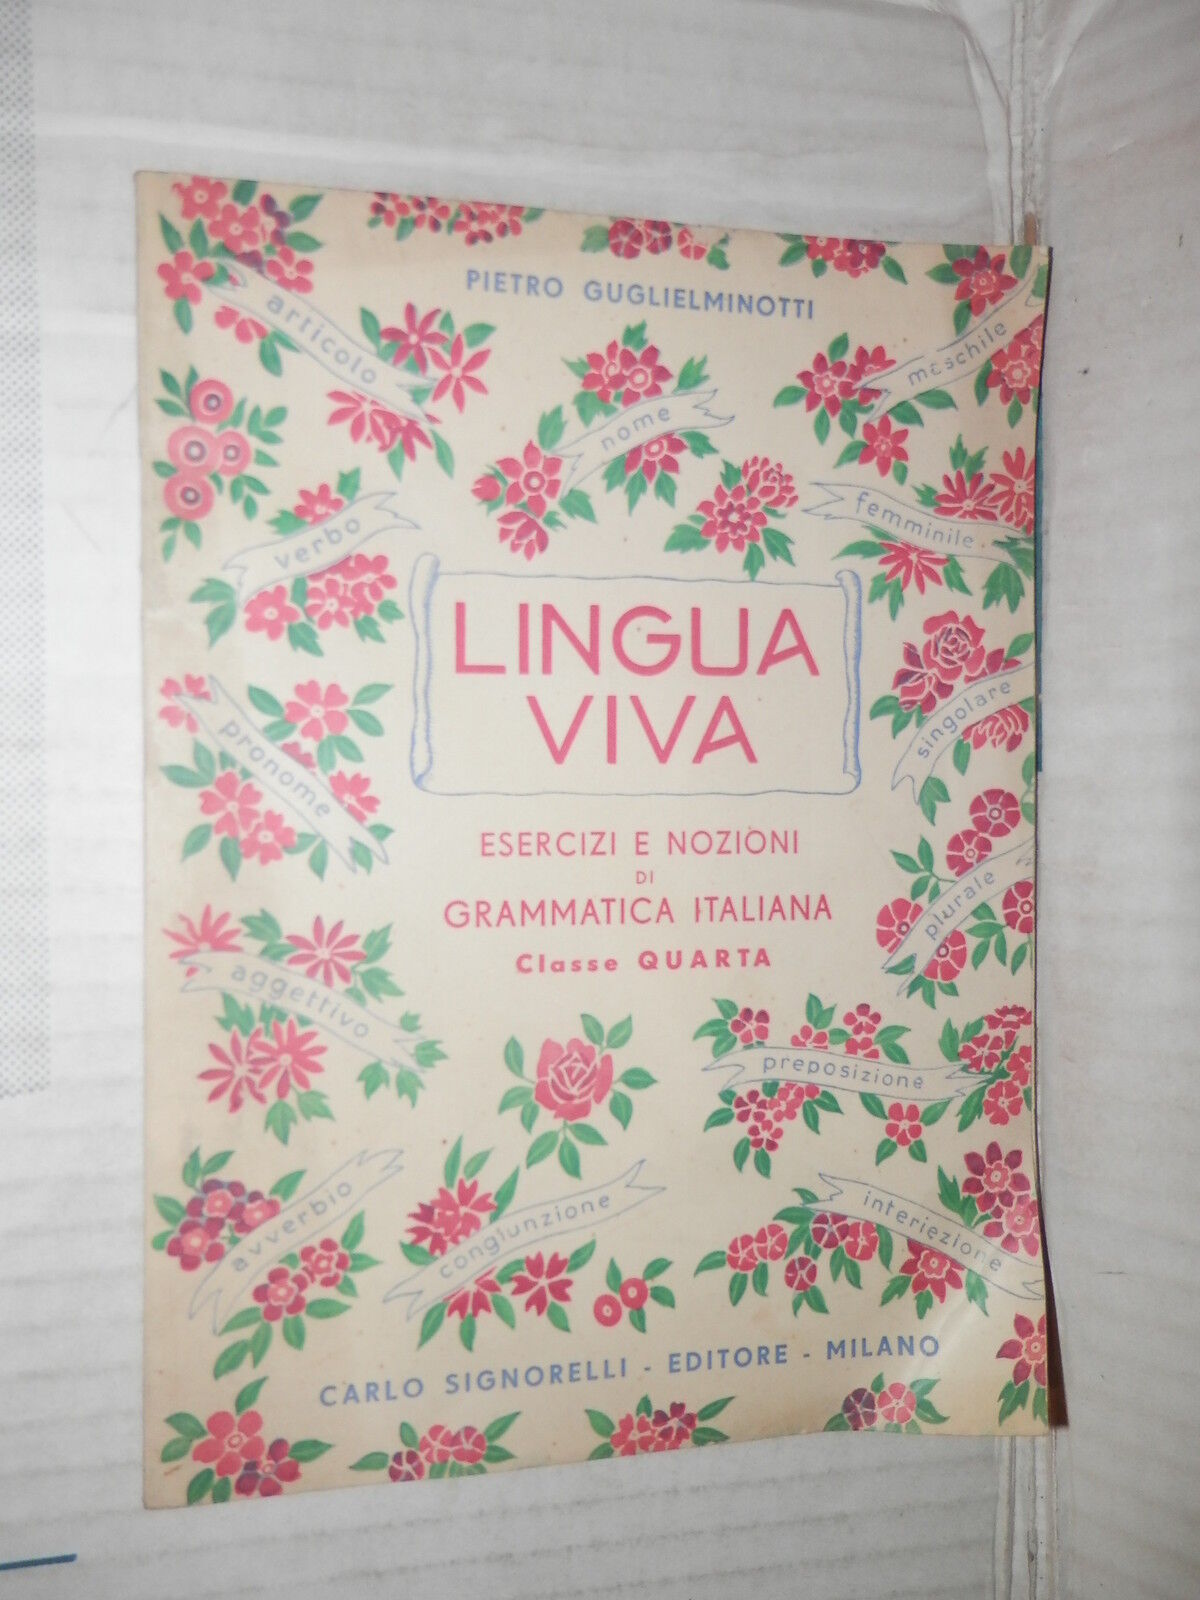 PIETRO GUGLIELMINOTTI
articolo
nome
maschile
verbo
femminile
LINGUA
VIVA
pronome
singolare
ESERCIZI E NOZIONI
DI
GRAMMATICA ITALIANA
Classe QUARTA
plurale
aggettivo
preposizione
avverbio
congiunzione
interiezione
CARLO SIGNORELLI - EDITORE - MILANO